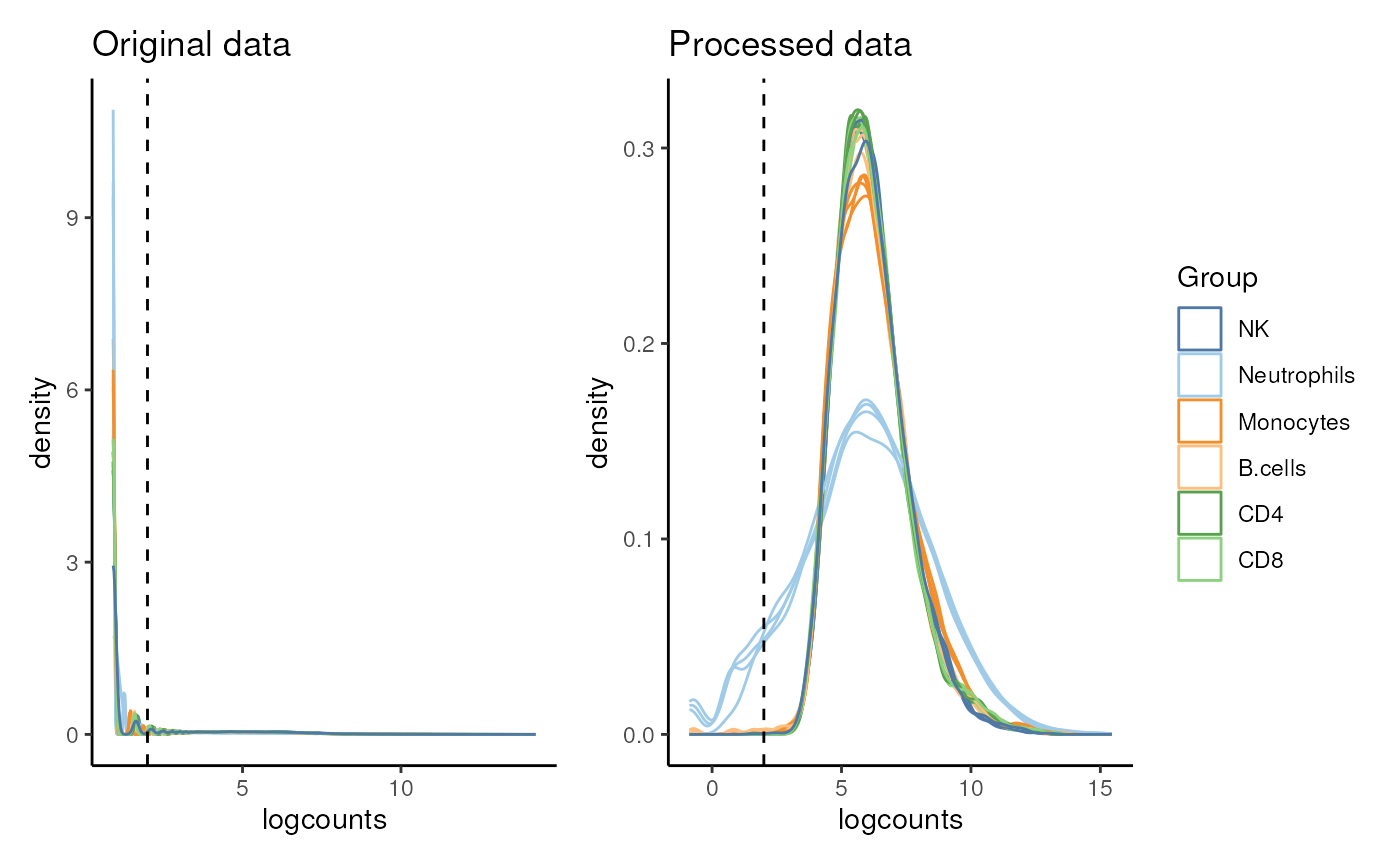 Original data
density
9
6
3
0
5
10
logcounts
Processed data
density
0.3
0.2
0.1
0.0
0
5
10
15
logcounts
Group
NK
Neutrophils
Monocytes
B.cells
CD4
CD8